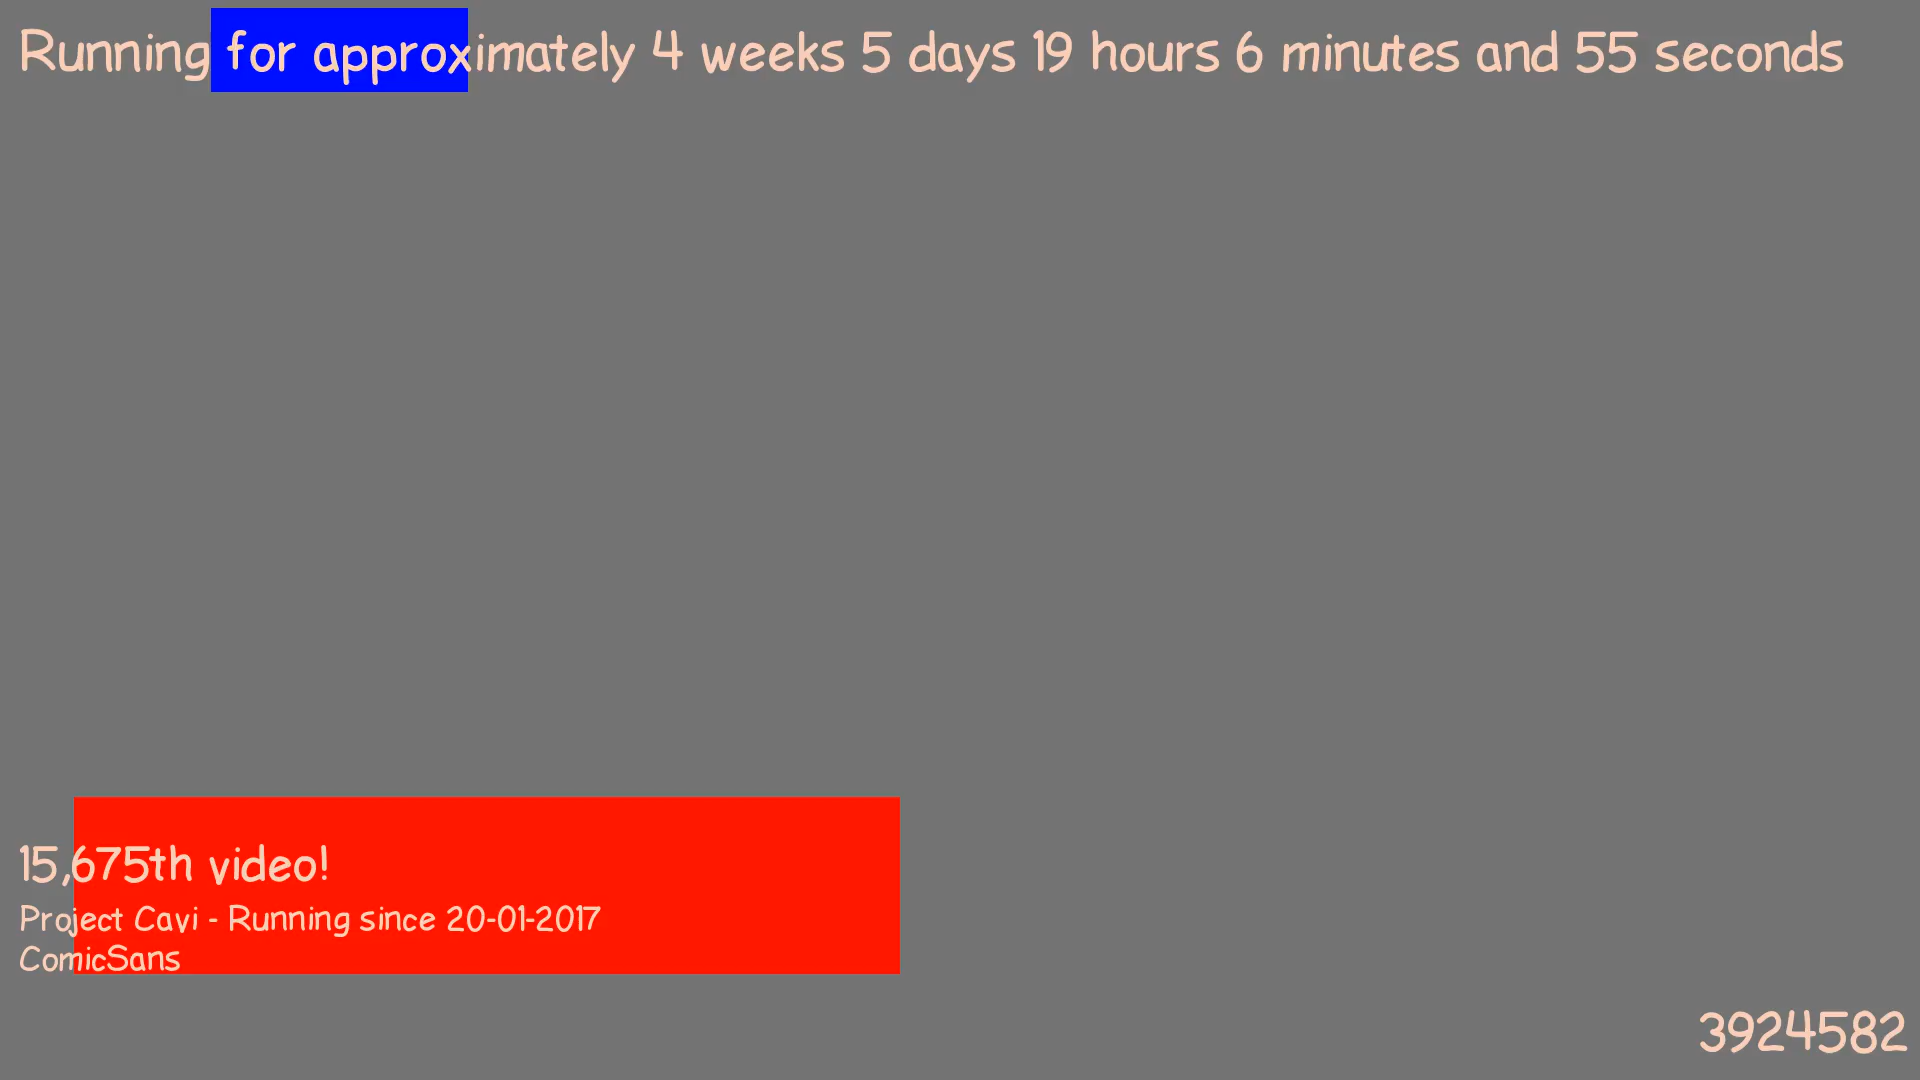 Running for approximately 4 weeks 5 days 19 hours 6 minutes and 55 seconds
15,675th video!
Project Cavi - Running since 20-01-2017
ComicSans
3924582